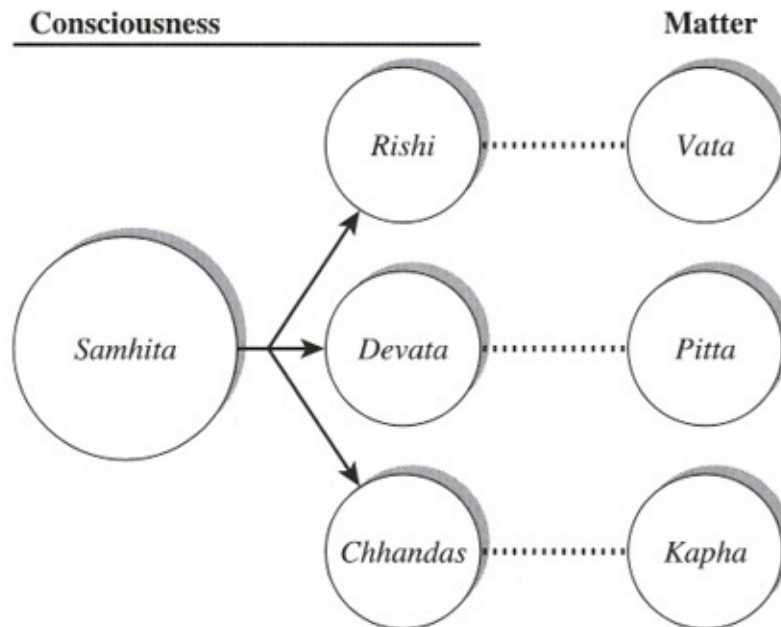 Consciousness
Matter
Rishi
Vata
Samhita
Devata
Pitta
Chhandas
Kapha